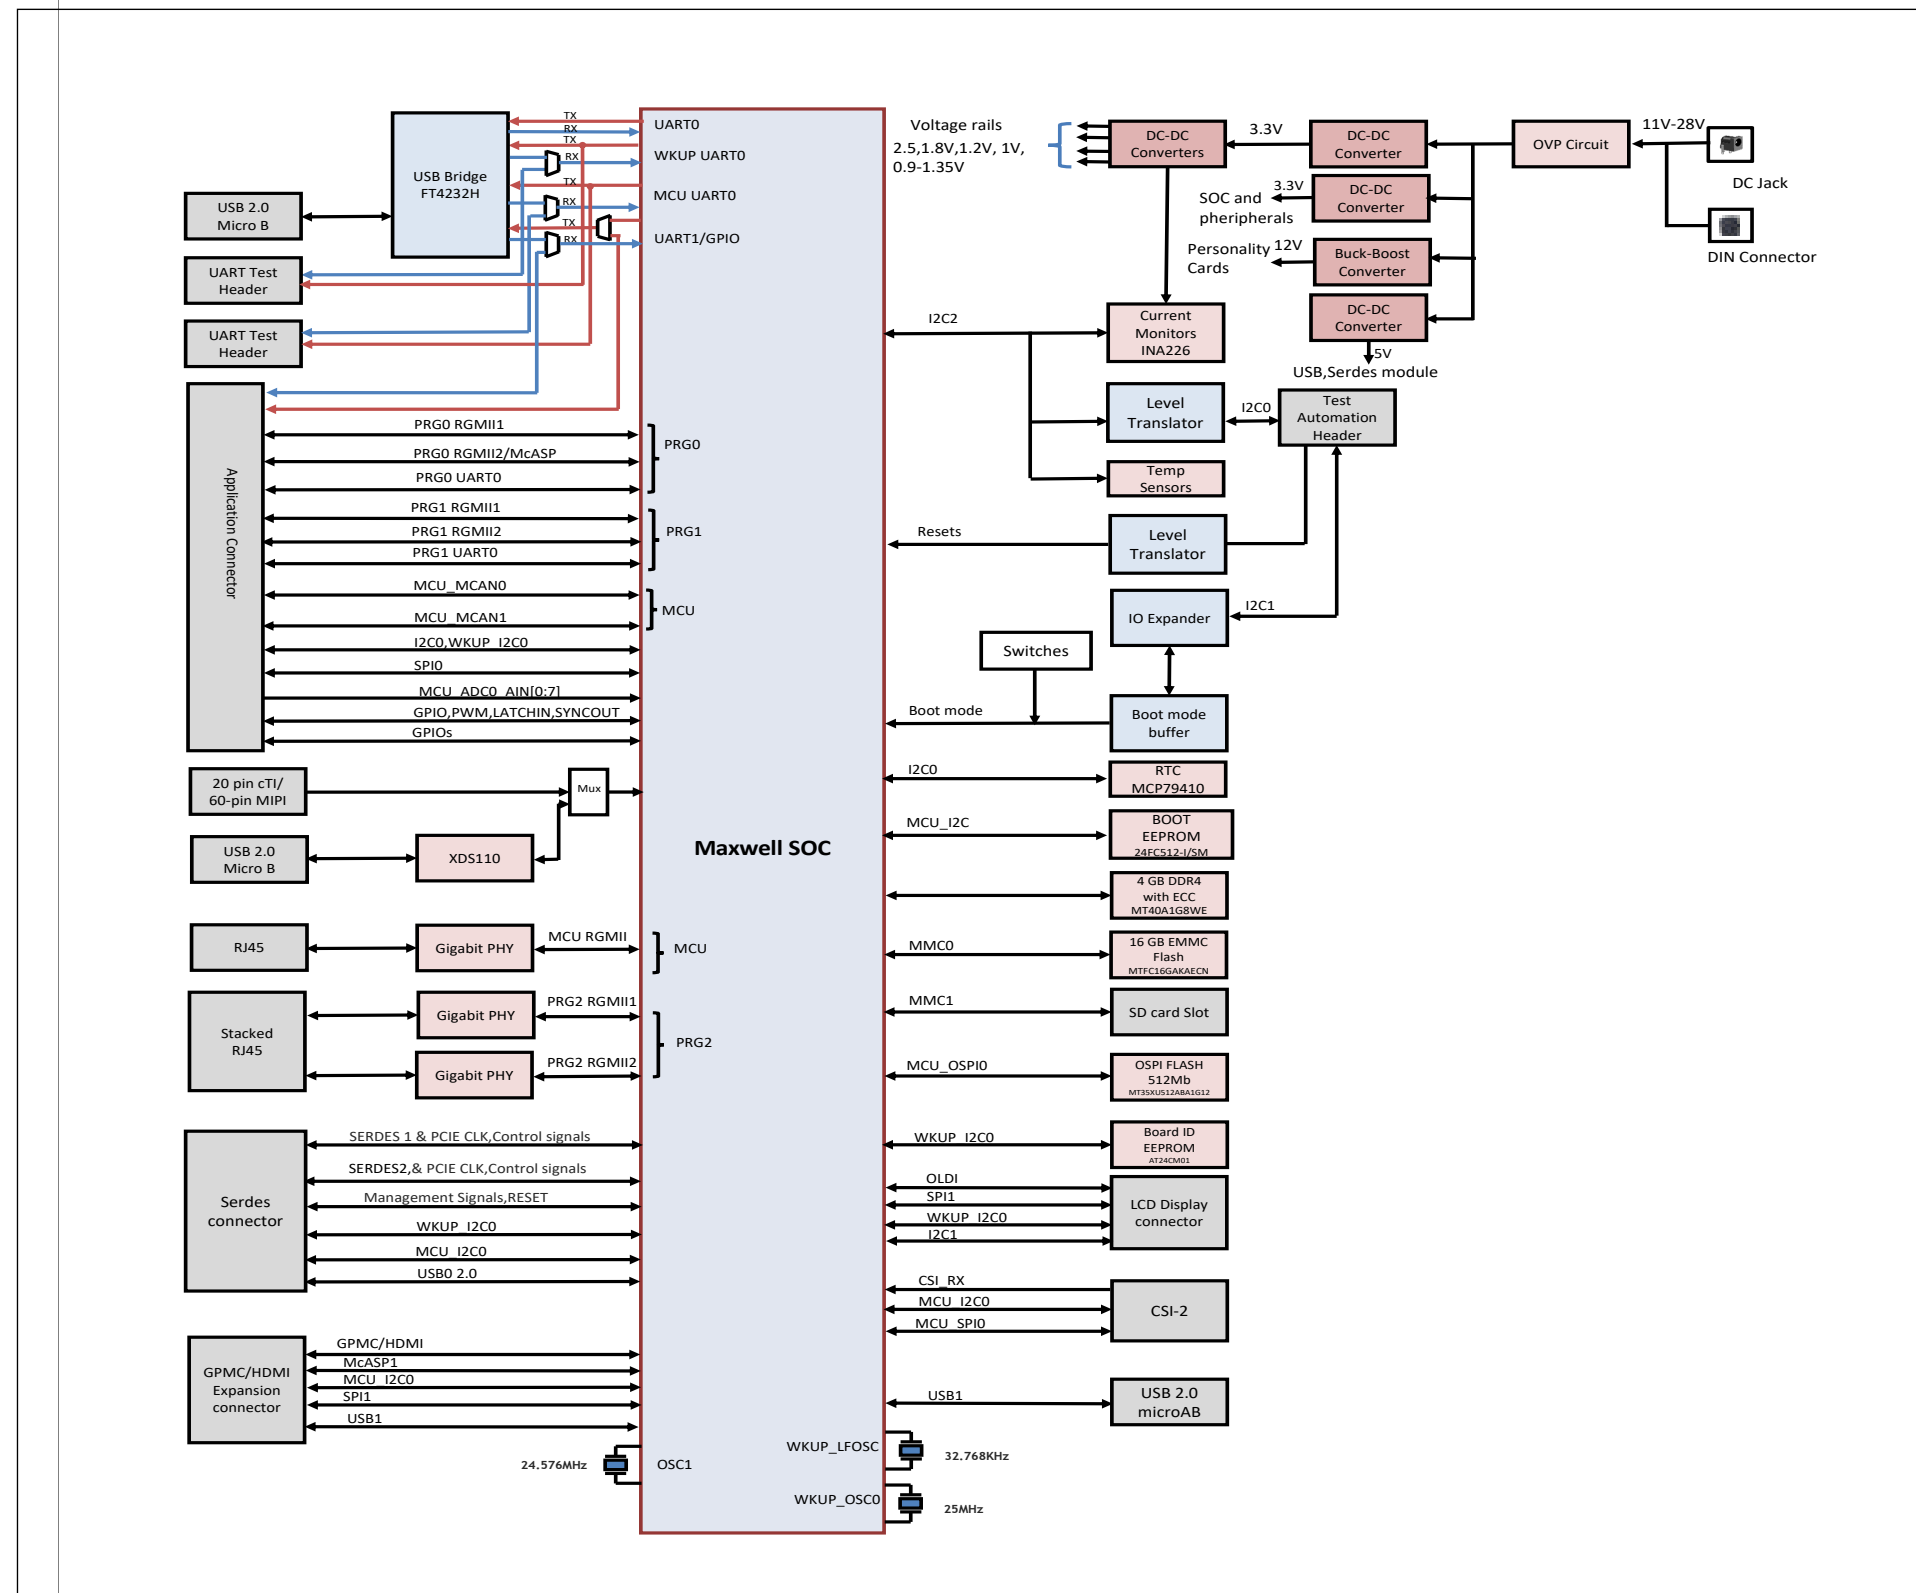 TX
RX
TX
RX
TX
RX
TX
RX
UART0
WKUP UART0
MCU UART0
UART1/GPIO
USB Bridge
FT4232H
USB 2.0
Micro B
UART Test
Header
UART Test
Header
Application Connector
PRG0 RGMII1
PRG0 RGMII2/McASP
PRG0 UART0
PRG0
PRG1 RGMII1
PRG1 RGMII2
PRG1 UART0
PRG1
MCU_MCAN0
MCU_MCAN1
MCU
I2C0,WKUP_I2C0
SPI0
MCU_ADC0_AIN[0:7]
GPIO,PWM,LATCHIN,SYNCOUT
GPIOs
20 pin cTI/
60-pin MIPI
Mux
USB 2.0
Micro B
XDS110
RJ45
Gigabit PHY
MCU RGMII
MCU
Stacked
RJ45
Gigabit PHY
PRG2 RGMII1
Gigabit PHY
PRG2 RGMII2
PRG2
Serdes
connector
SERDES 1 & PCIE CLK,Control signals
SERDES2,& PCIE CLK,Control signals
Management Signals,RESET
WKUP_I2C0
MCU_I2C0
USB0 2.0
GPMC/HDMI
Expansion
connector
GPMC/HDMI
McASP1
MCU_I2C0
SPI1
USB1
24.576MHz
OSC1
Maxwell SOC
WKUP_LFOSC
32.768KHz
WKUP_OSC0
25MHz
Voltage rails
2.5,1.8V,1.2V, 1V,
0.9-1.35V
DC-DC
Converters
3.3V
DC-DC
Converter
OVP Circuit
11V-28V
DC Jack
DIN Connector
SOC and
pheripherals
3.3V
DC-DC
Converter
Personality
Cards
12V
Buck-Boost
Converter
DC-DC
Converter
5V
USB,Serdes module
I2C2
Current
Monitors
INA226
Level
Translator
I2C0
Test
Automation
Header
Temp
Sensors
Resets
Level
Translator
IO Expander
I2C1
Switches
Boot mode
Boot mode
buffer
I2C0
RTC
MCP79410
MCU_I2C
BOOT
EEPROM
24FC512-I/SM
4 GB DDR4
with ECC
MT40A1G8WE
MMC0
16 GB EMMC
Flash
MTFC16GAKAECN
MMC1
SD card Slot
MCU_OSPI0
OSPI FLASH
512Mb
MT35XU512ABA1G12
WKUP_I2C0
Board ID
EEPROM
AT24CM01
OLDI
SPI1
WKUP_I2C0
I2C1
LCD Display
connector
CSI_RX
MCU_I2C0
MCU_SPI0
CSI-2
USB1
USB 2.0
microAB